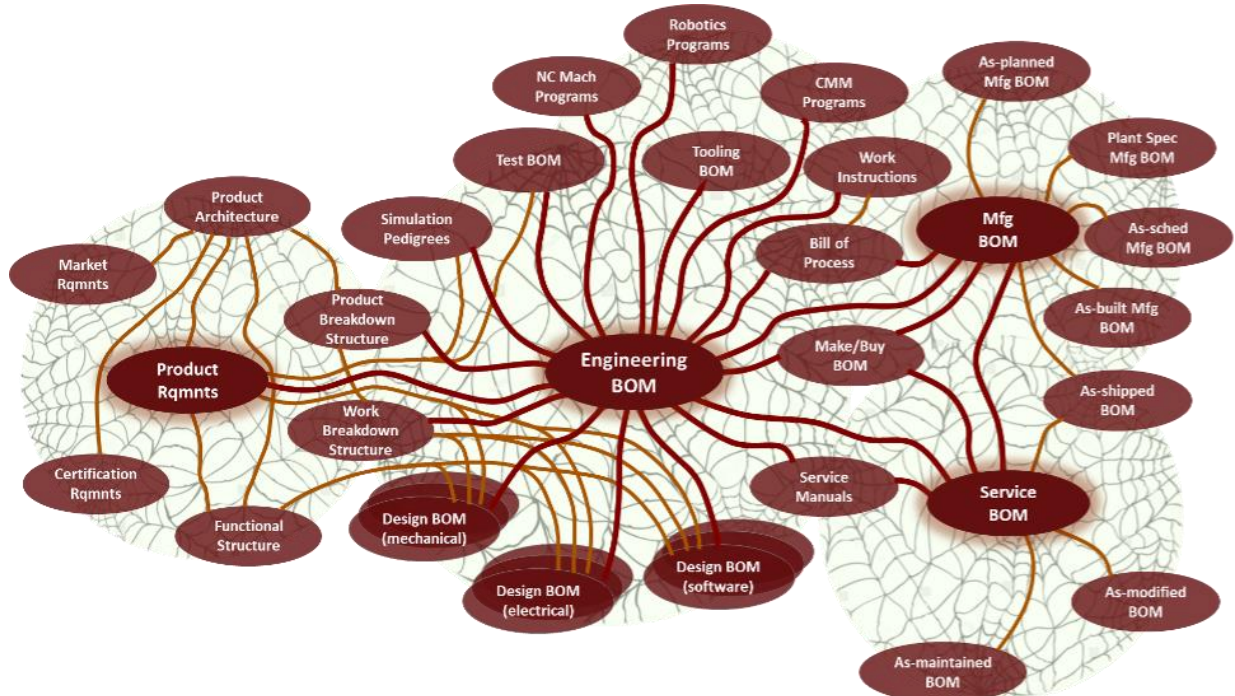 Robotics
Programs
NC Mach
Programs
CMM
Programs
As-planned
Mfg BOM
Test BOM
Tooling
BOM
Work
Instructions
Plant Spec
Mfg BOM
Product
Architecture
Simulation
Pedigrees
Bill of
Process
Mfg
BOM
As-sched
Mfg BOM
Market
Rqmnts
Product
Breakdown
Structure
As-built Mfg
BOM
Product
Rqmnts
Engineering
BOM
Make/Buy
BOM
As-shipped
BOM
Work
Breakdown
Structure
Certification
Rqmnts
Functional
Structure
Design BOM
(mechanical)
Service
Manuals
Service
BOM
Design BOM
(electrical)
Design BOM
(software)
As-modified
BOM
As-maintained
BOM